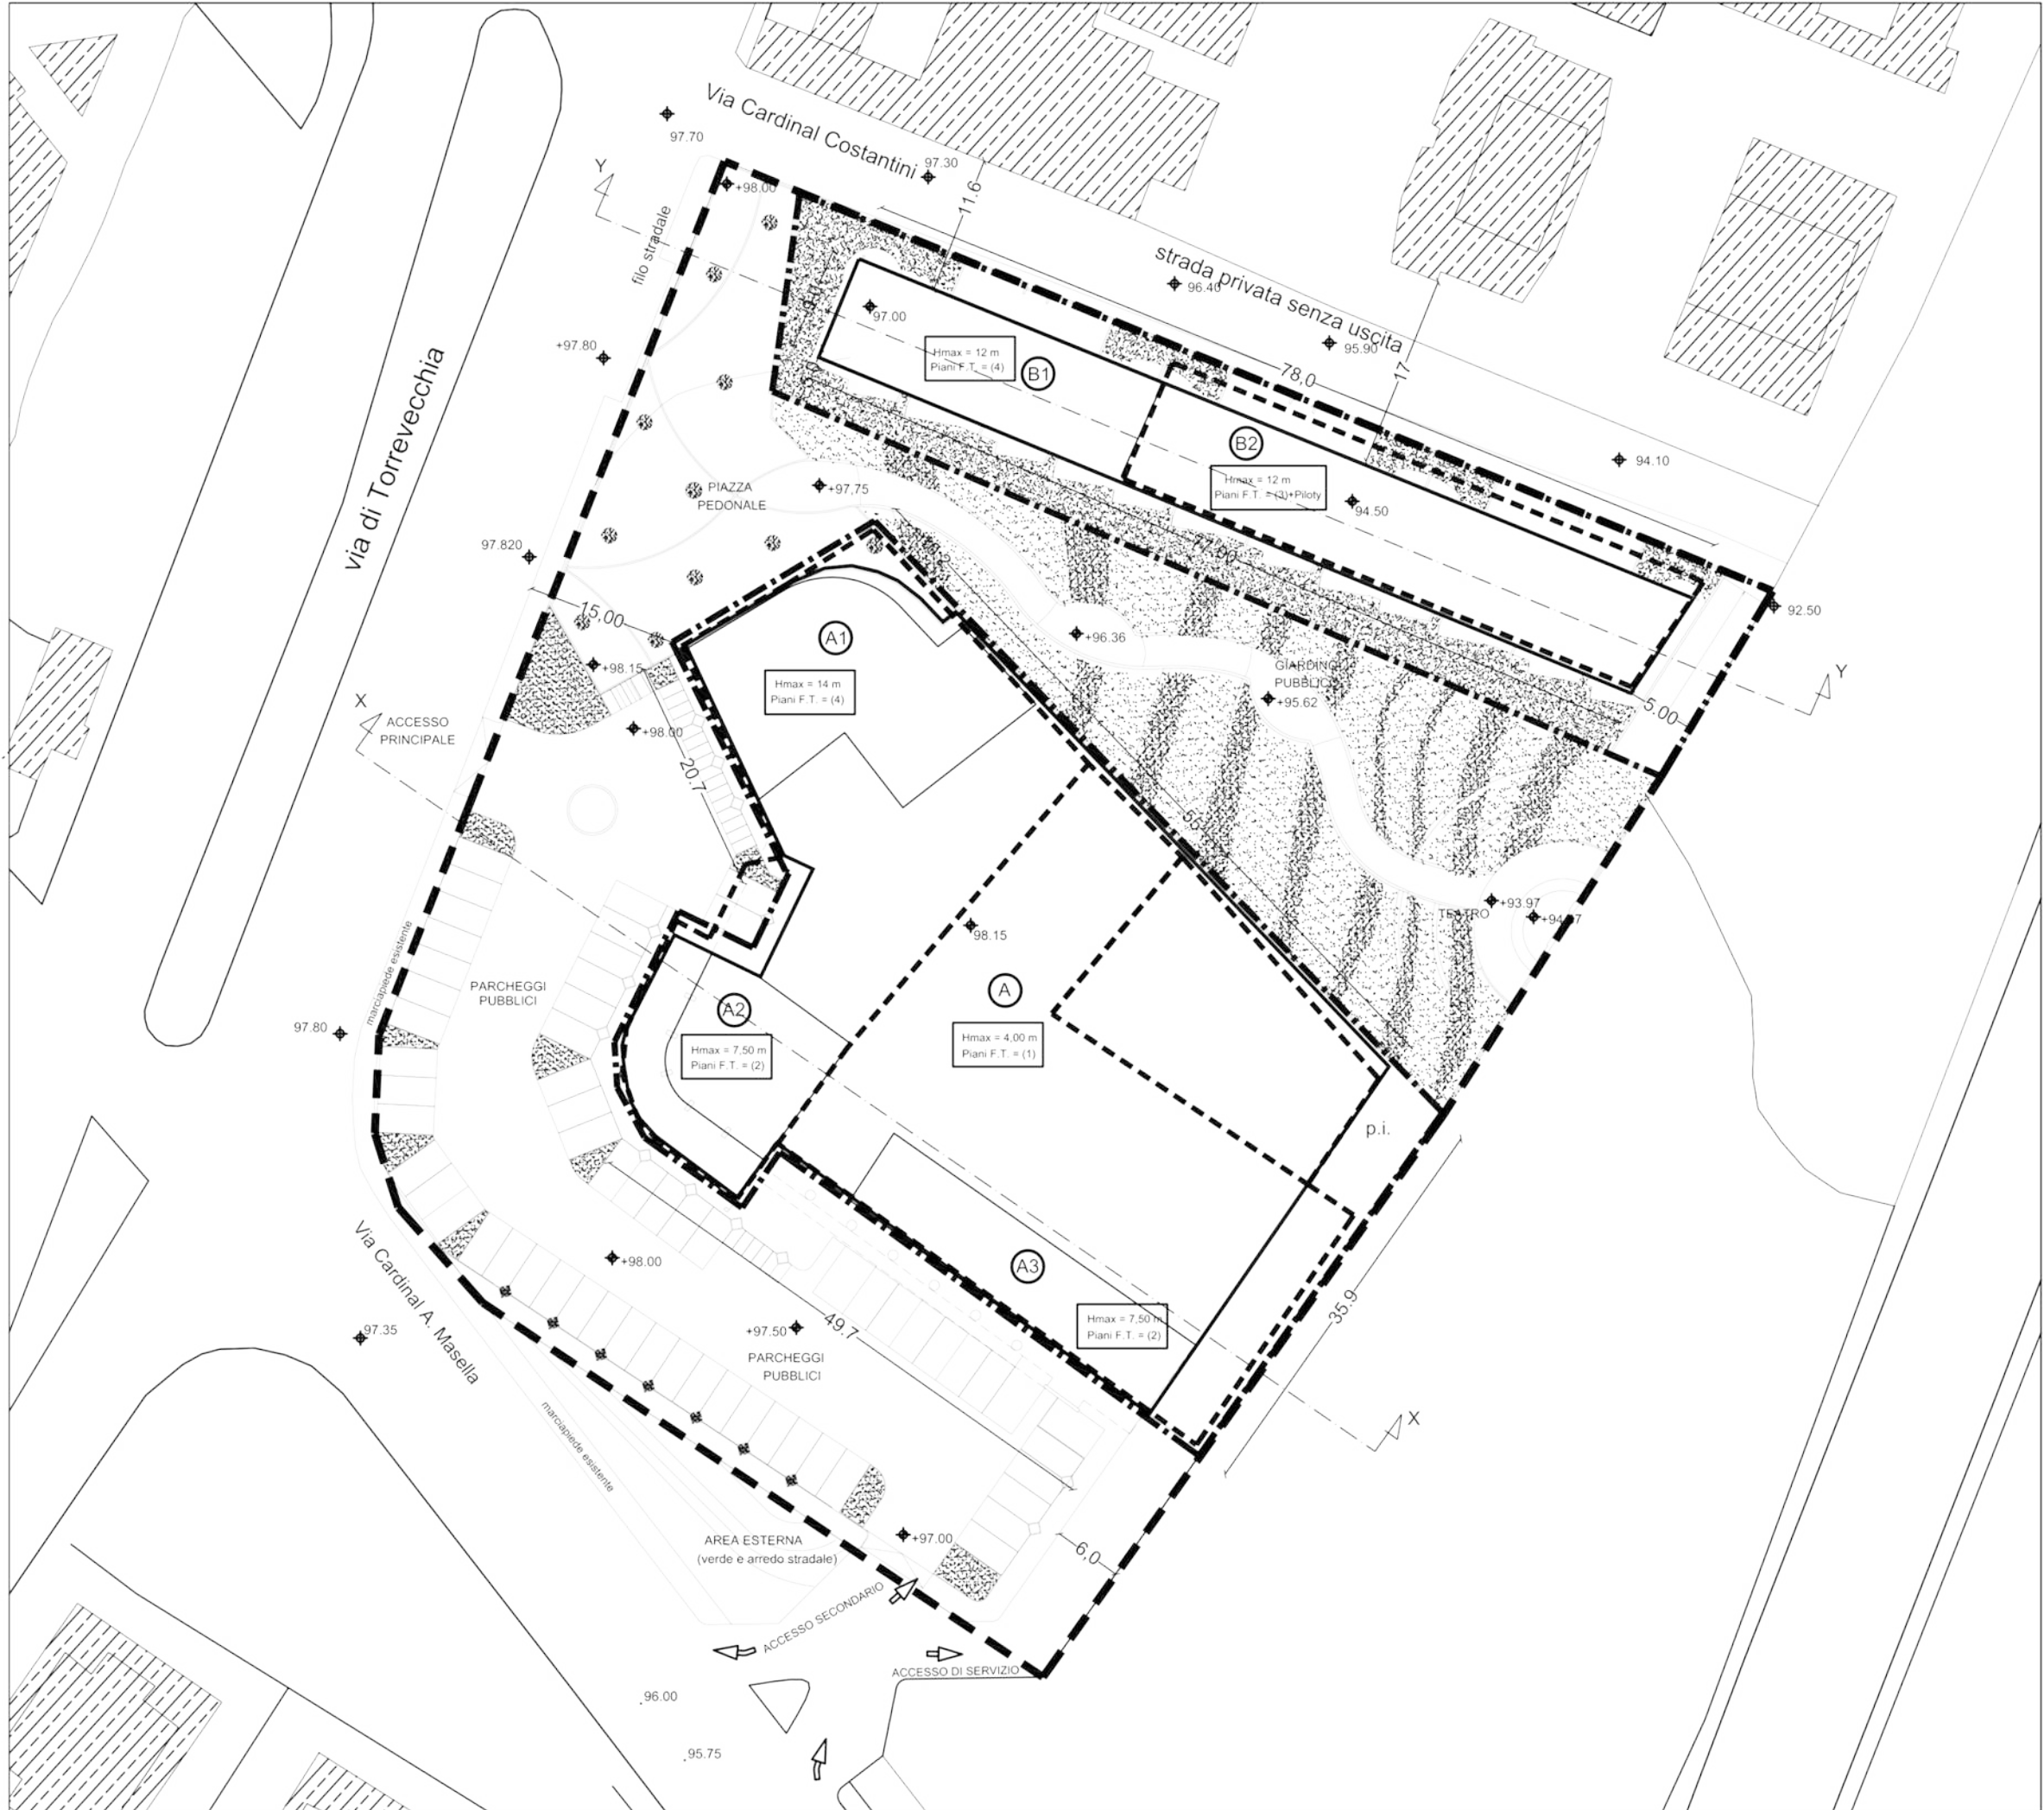 Via Cardinal Costantini
97.70
97.30
+98.00
Y
11.6
filo stradale
strada privata senza uscita
96.40
97.00
95.90
+97.80
Hmax = 12 m
Piani F.T. = (4)
B1
78,0
17
via di Torrevecchia
B2
94.10
Hmax = 12 m
Piani F.T. = (3)+Piloty
94.50
PIAZZA
PEDONALE
+97,75
97.820
77.00
15,00
92.50
+96.36
A1
+98.15
GIARDINO
PUBBLICO
Y
Hmax = 14 m
Piani F.T. = (4)
+95.62
5.00
X
ACCESSO
PRINCIPALE
+98.00
20.7
+93.97
TEATRO
98.15
marciapiede esistente
PARCHEGGI
PUBBLICI
A
A2
97.80
Hmax = 4,00 m
Piani F.T. = (1)
Hmax = 7,50 m
Piani F.T. = (2)
p.i.
Via Cardinal A. Masella
+98.00
A3
35.9
97.35
+97.50
49.7
Hmax = 7,50 m
Piani F.T. = (2)
PARCHEGGI
PUBBLICI
X
marciapiede esistente
AREA ESTERNA
(verde e arredo stradale)
+97.00
6,0
ACCESSO SECONDARIO
ACCESSO DI SERVIZIO
96.00
95.75